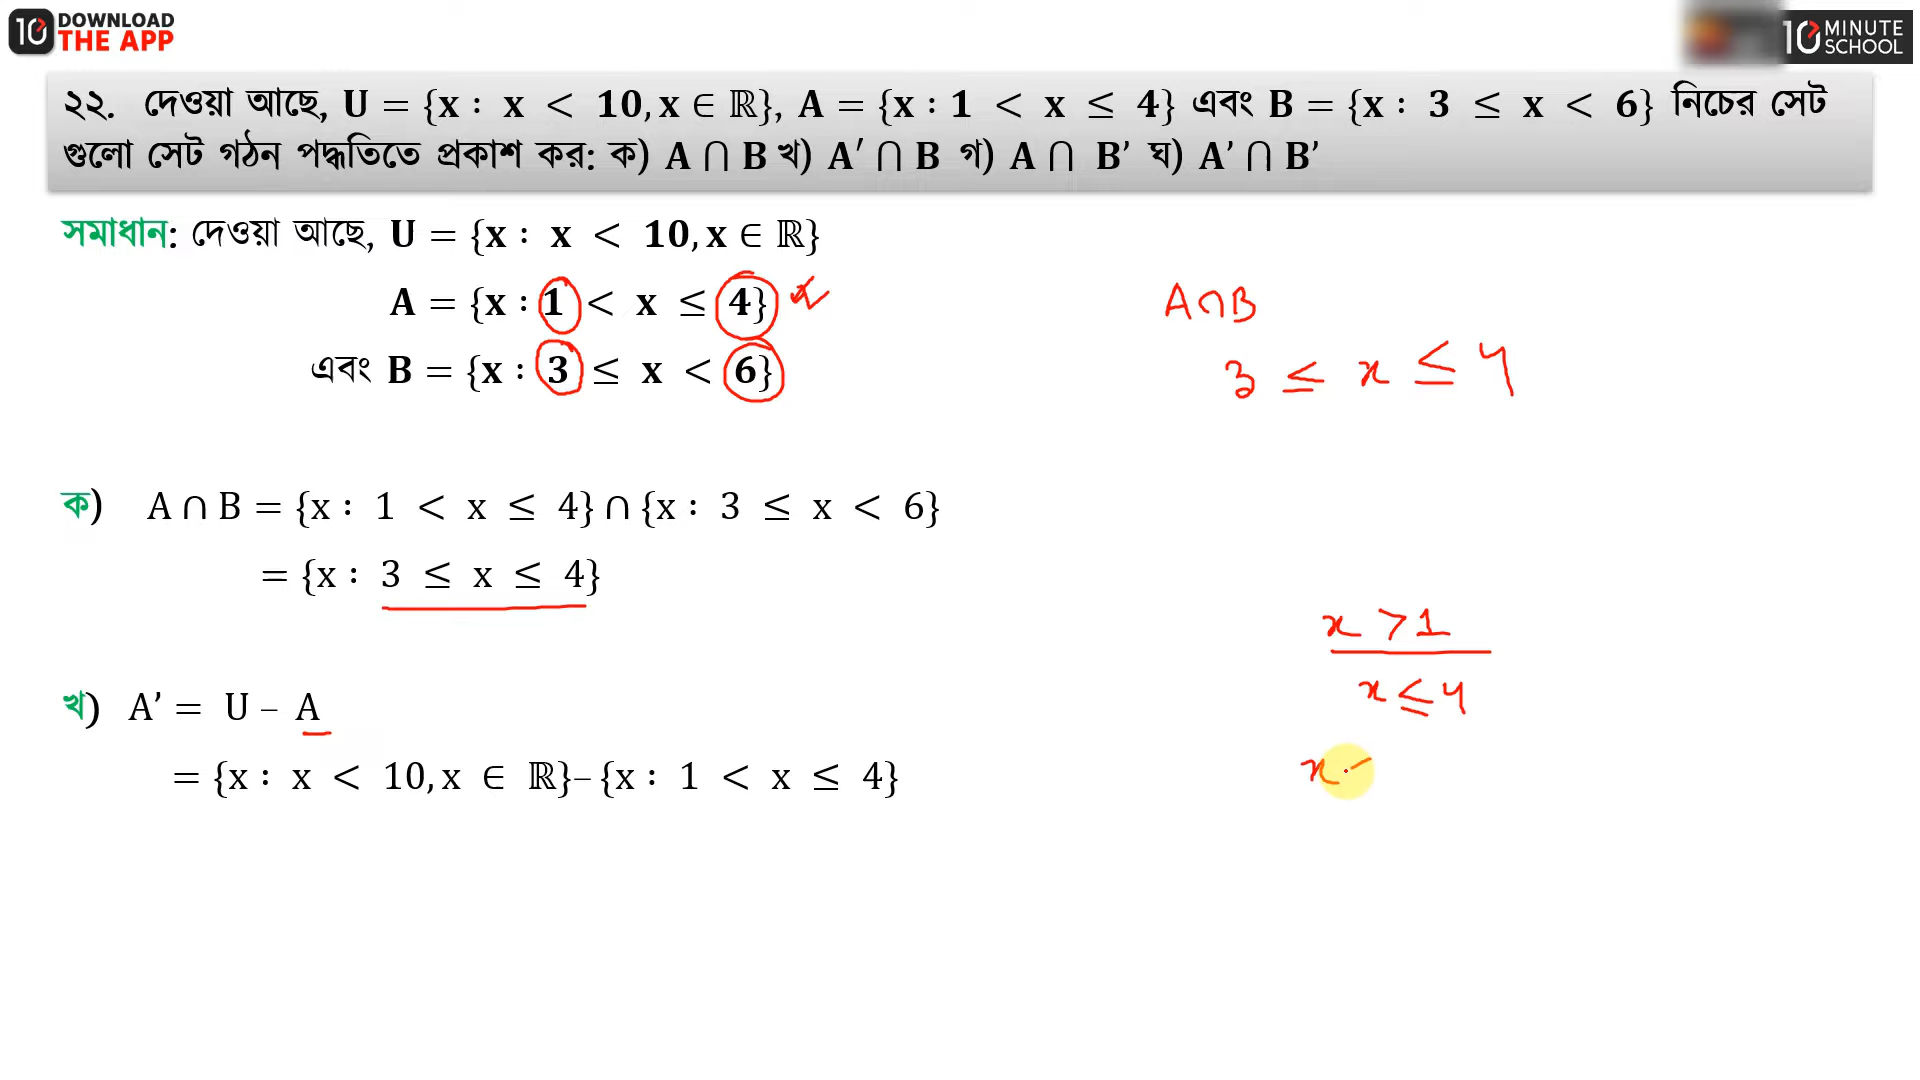 10 DOWNLOAD THE APP
10 MINUTE SCHOOL
২২. দেওয়া আছে, U = {x : x < 10, x ∈ ℝ}, A = {x : 1 < x ≤ 4} এবং B = {x : 3 ≤ x < 6} নিচের সেট
গুলো সেট গঠন পদ্ধতিতে প্রকাশ কর: ক) A ∩ B খ) A′ ∩ B গ) A ∩ B’ ঘ) A’ ∩ B’
সমাধান: দেওয়া আছে, U = {x : x < 10, x ∈ ℝ}
A = {x : 1 < x ≤ 4}
A∩B
এবং B = {x : 3 ≤ x < 6}
3 ≤ x ≤ 4
ক) A ∩ B = {x : 1 < x ≤ 4} ∩ {x : 3 ≤ x < 6}
= {x : 3 ≤ x ≤ 4}
x > 1
x ≤ 4
খ) A’ = U – A
= {x : x < 10, x ∈ ℝ}– {x : 1 < x ≤ 4}
x